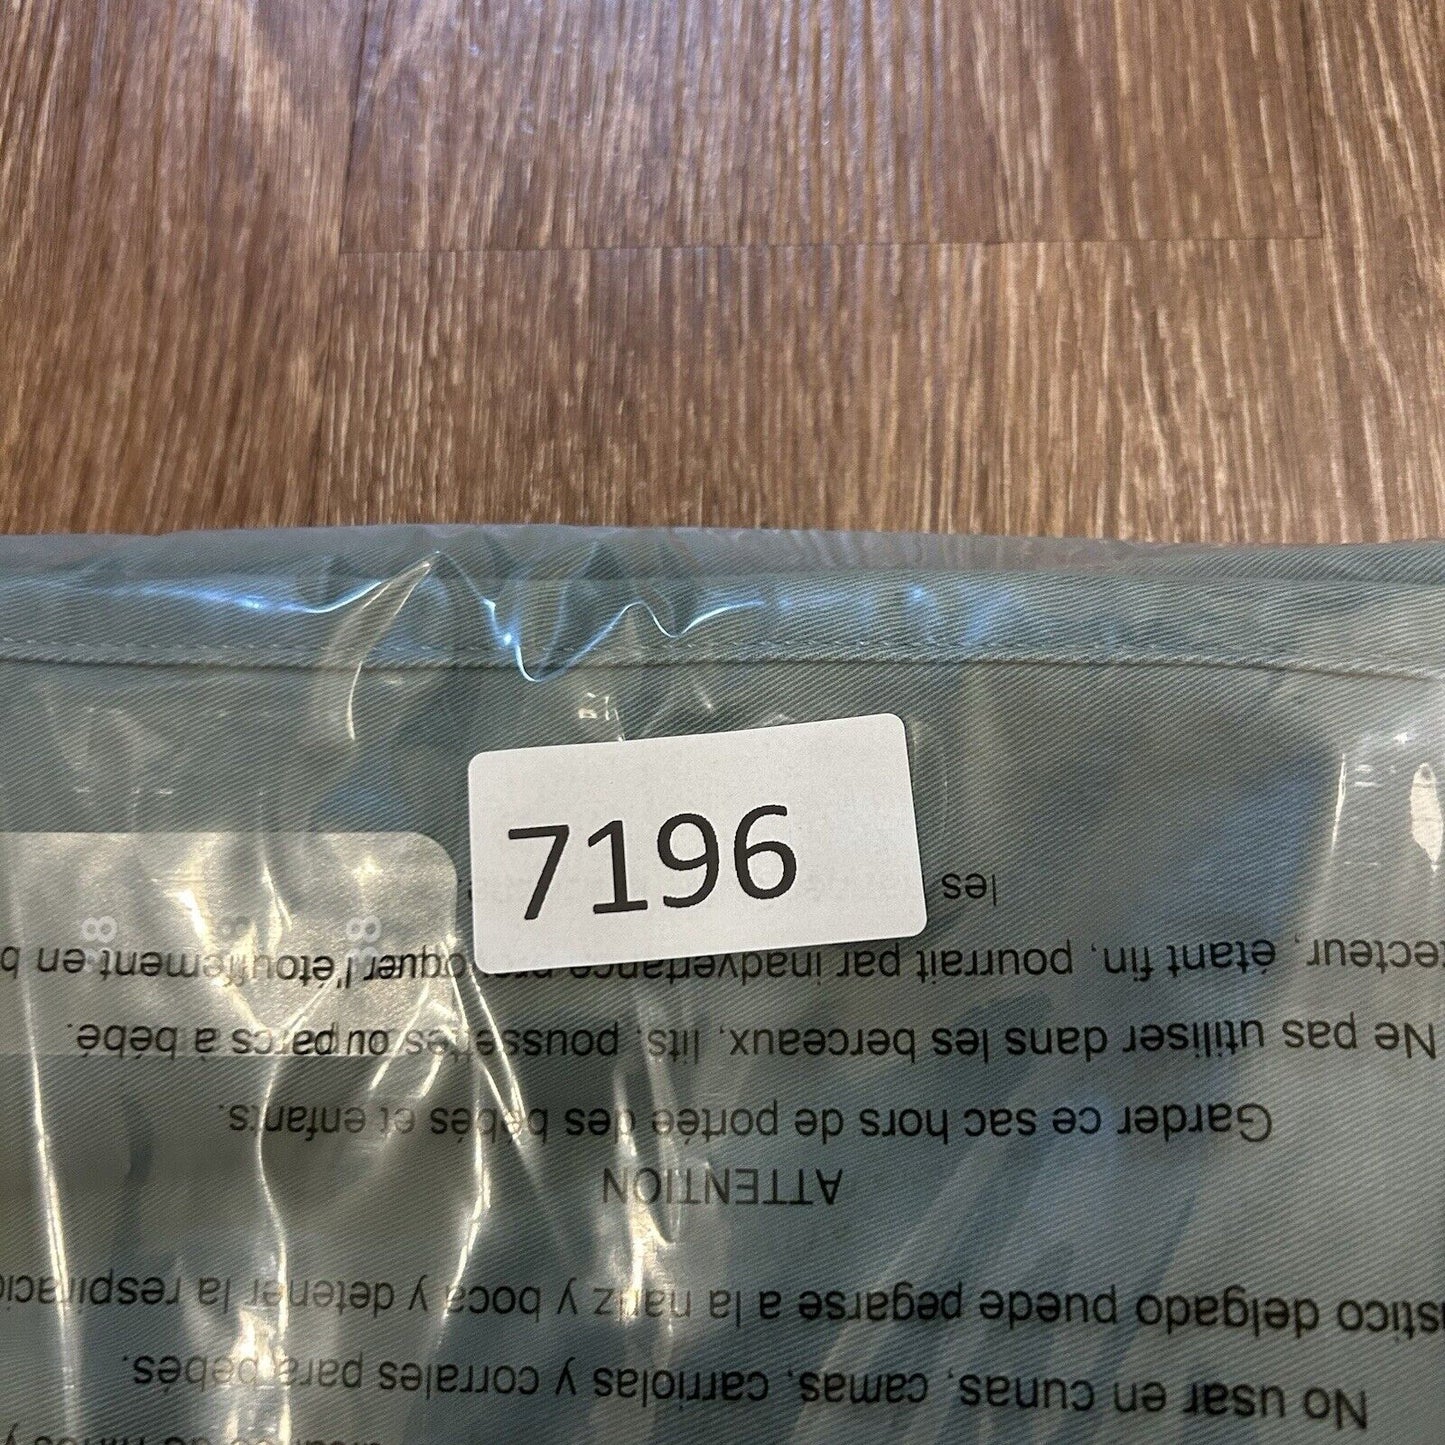 7196
No usar en cunas, camas, carriolas y corrales para bebés.
stico delgado puede pegarse a la nariz y boca y detener la respiraci
ATTENTION
Garder ce sac hors de portée des bébés et enfants.
Ne pas utiliser dans les berceaux, lits, poussettes ou parcs à bébé.
tecteur, étant fin, pourrait par inadvertance provoquer l'étouffement en b
les